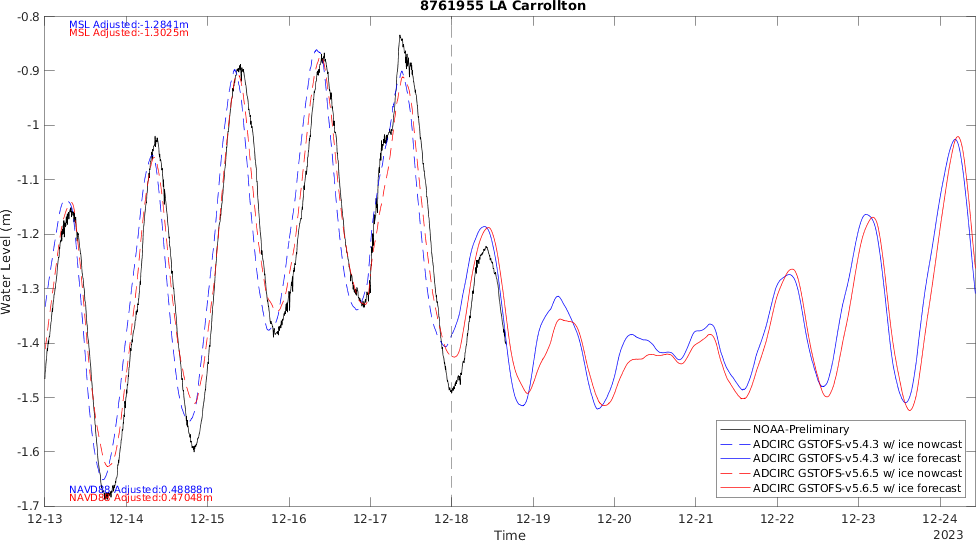 8761955 LA Carrollton
MSL Adjusted:-1.2841m
MSL Adjusted:-1.3025m
-0.8
-0.9
-1
-1.1
-1.2
-1.3
-1.4
-1.5
-1.6
-1.7
Water Level (m)
NOAA-Preliminary
ADCIRC GSTOFS-v5.4.3 w/ ice nowcast
ADCIRC GSTOFS-v5.4.3 w/ ice forecast
ADCIRC GSTOFS-v5.6.5 w/ ice nowcast
ADCIRC GSTOFS-v5.6.5 w/ ice forecast
NAVD88 Adjusted:0.48888m
NAVD88 Adjusted:0.47048m
12-13 12-14 12-15 12-16 12-17 12-18 12-19 12-20 12-21 12-22 12-23 12-24
Time
2023